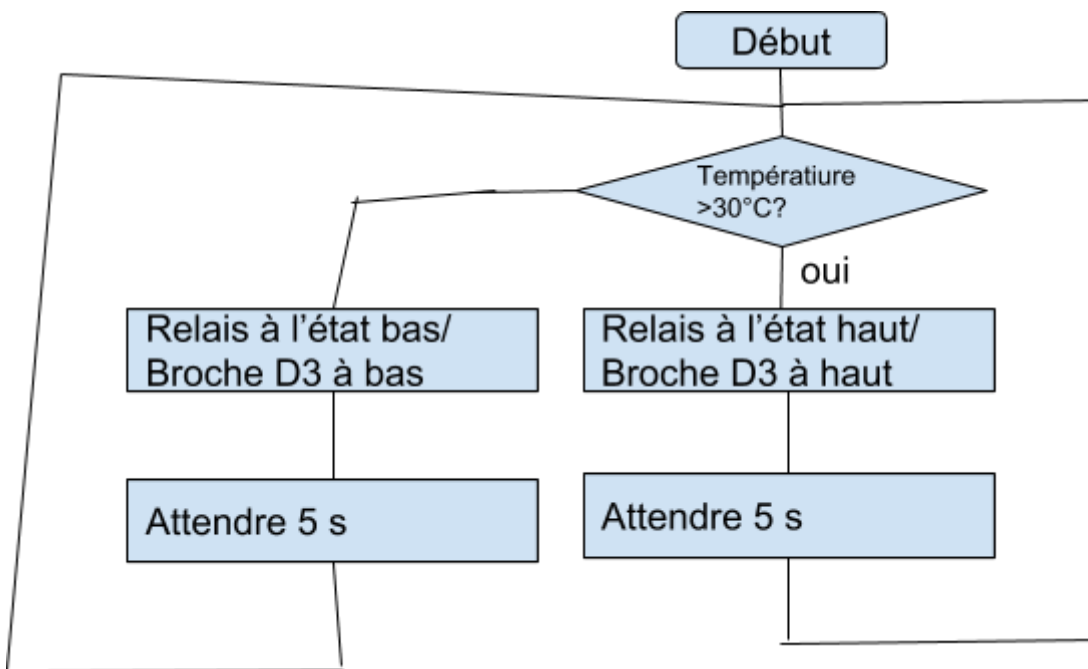 Début
Températiure
>30°C?
oui
Relais à l'état bas/
Broche D3 à bas
Relais à l'état haut/
Broche D3 à haut
Attendre 5 s
Attendre 5 s